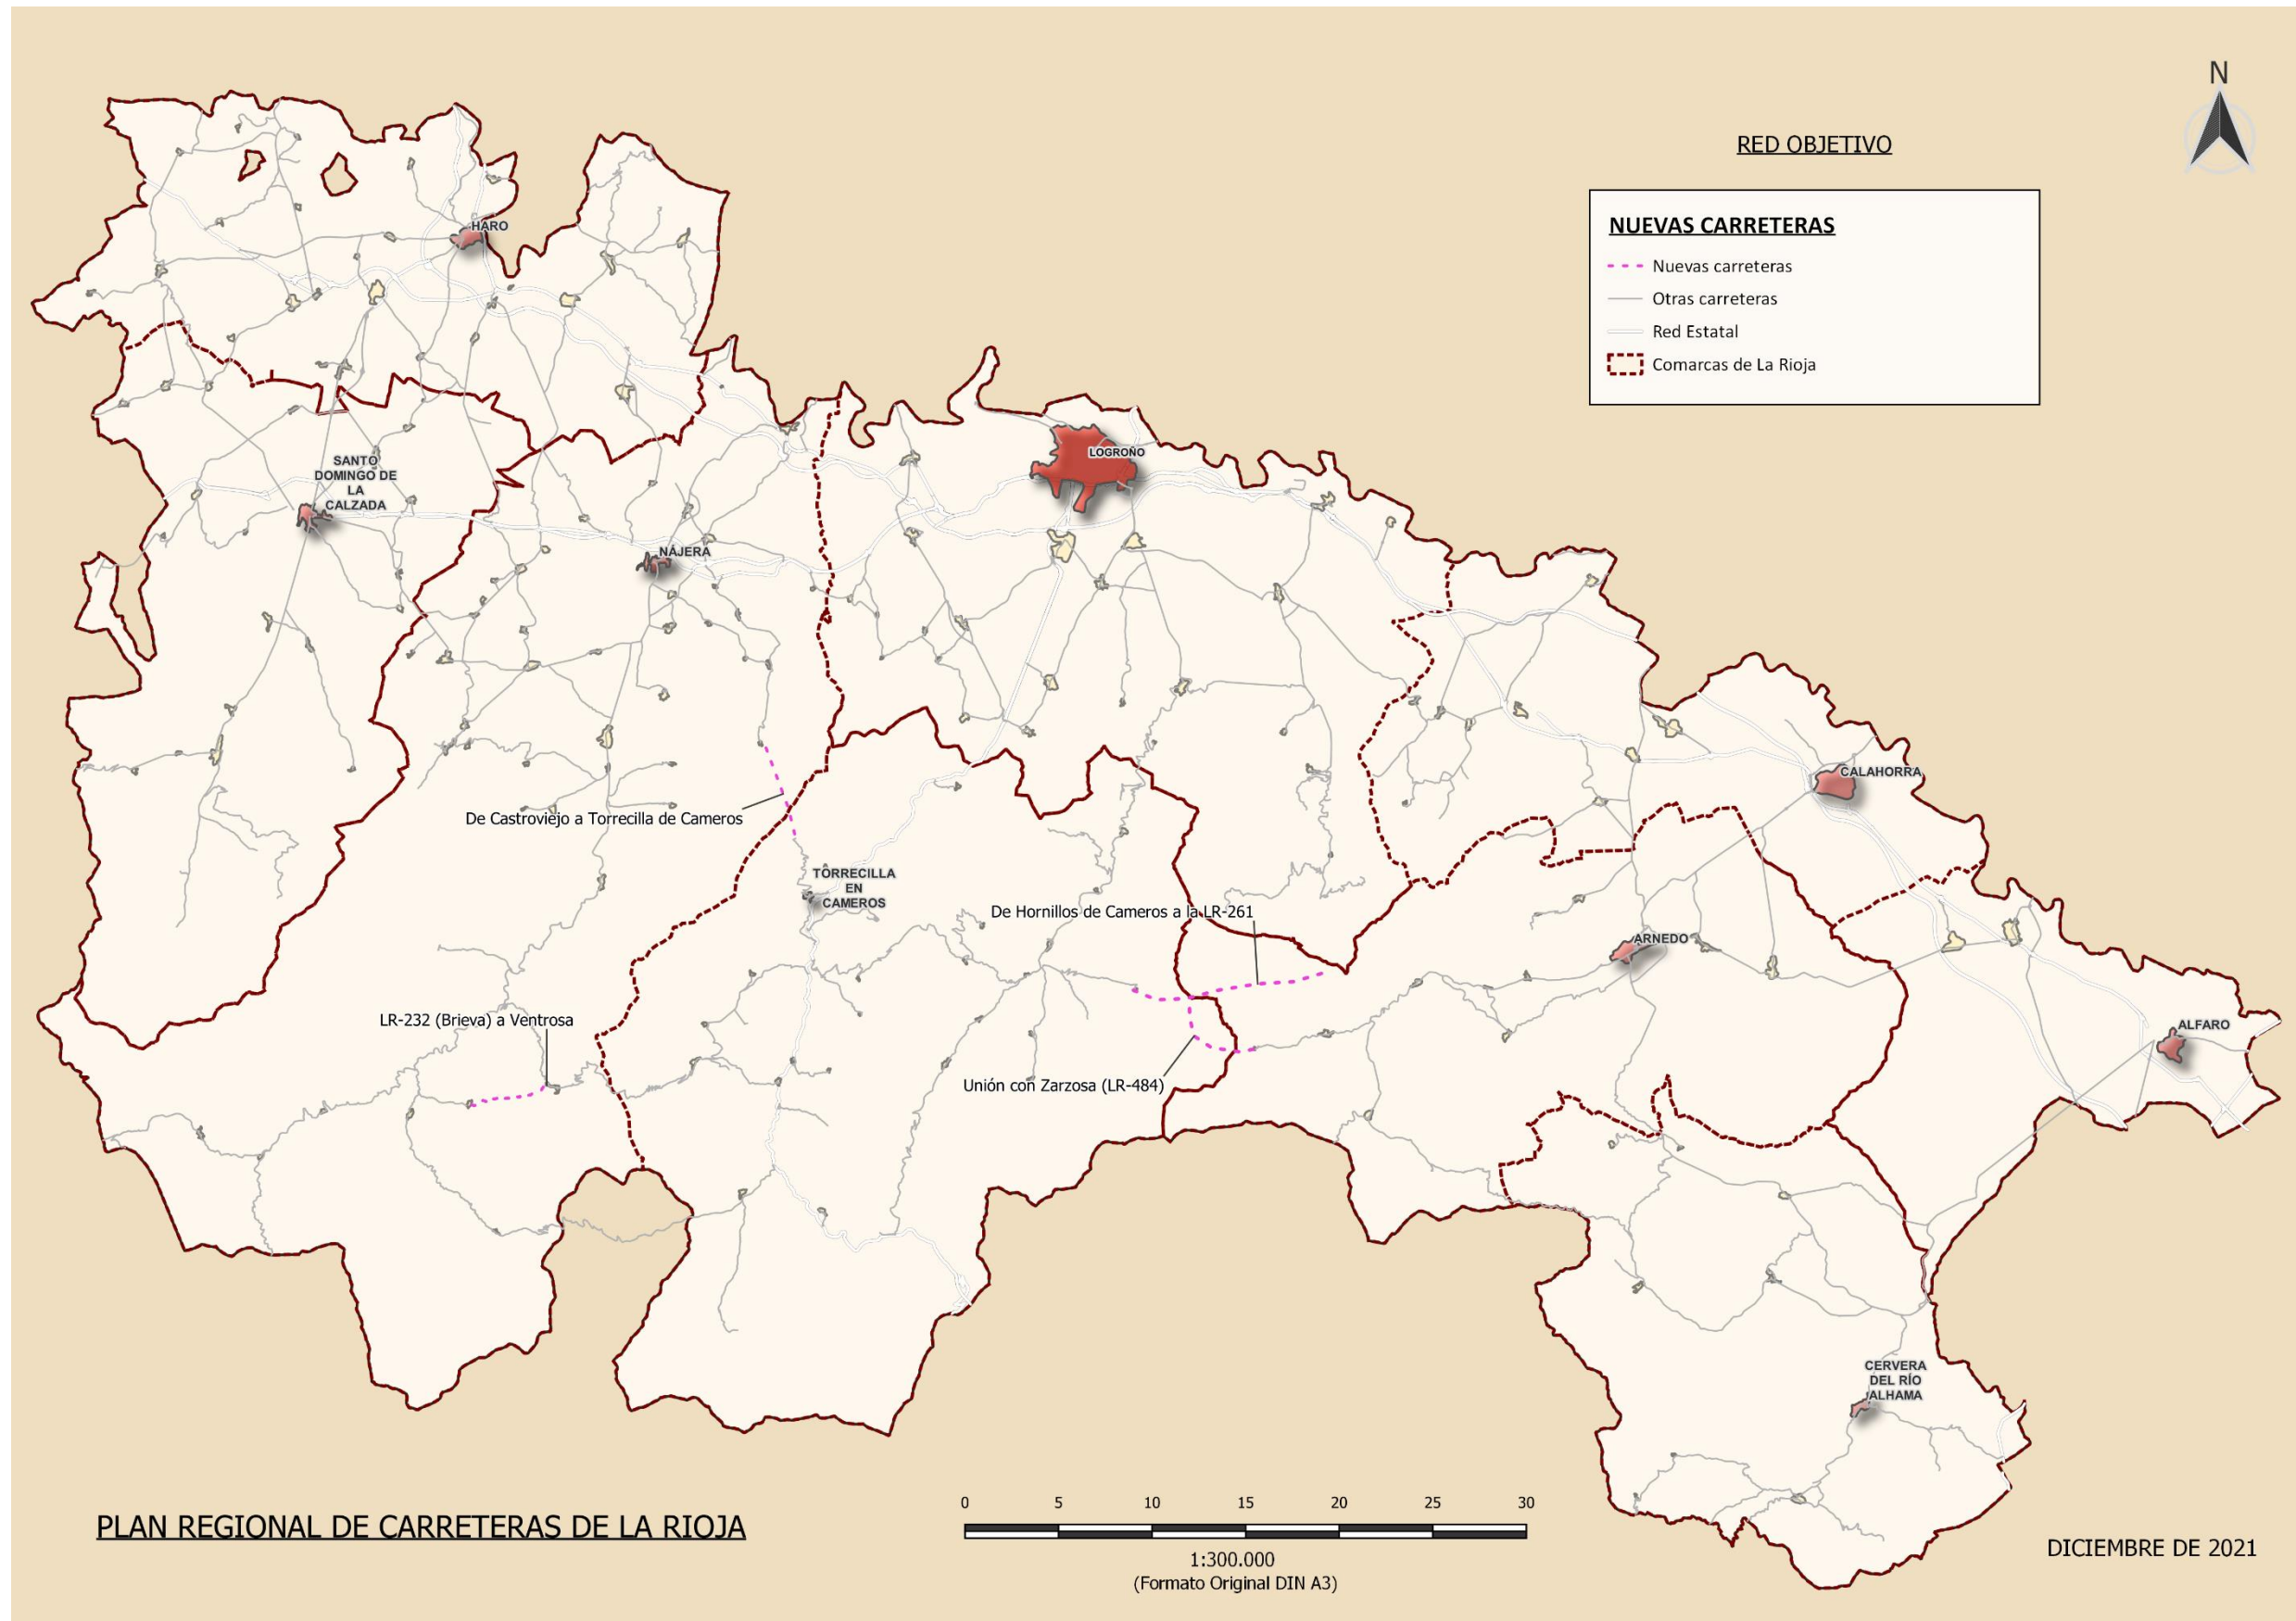 N
RED OBJETIVO
NUEVAS CARRETERAS
Nuevas carreteras
Otras carreteras
Red Estatal
Comarcas de La Rioja
HARO
LOGROÑO
SANTO
DOMINGO DE
LA
CALZADA
NÁJERA
CALAHORRA
De Castroviejo a Torrecilla de Cameros
TORRECILLA
EN
CAMEROS
De Hornillos de Cameros a la LR-261
ARNEDO
LR-232 (Brieva) a Ventrosa
ALFARO
Unión con Zarzosa (LR-484)
CERVERA
DEL RÍO
ALHAMA
PLAN REGIONAL DE CARRETERAS DE LA RIOJA
0 5 10 15 20 25 30
1:300.000
(Formato Original DIN A3)
DICIEMBRE DE 2021